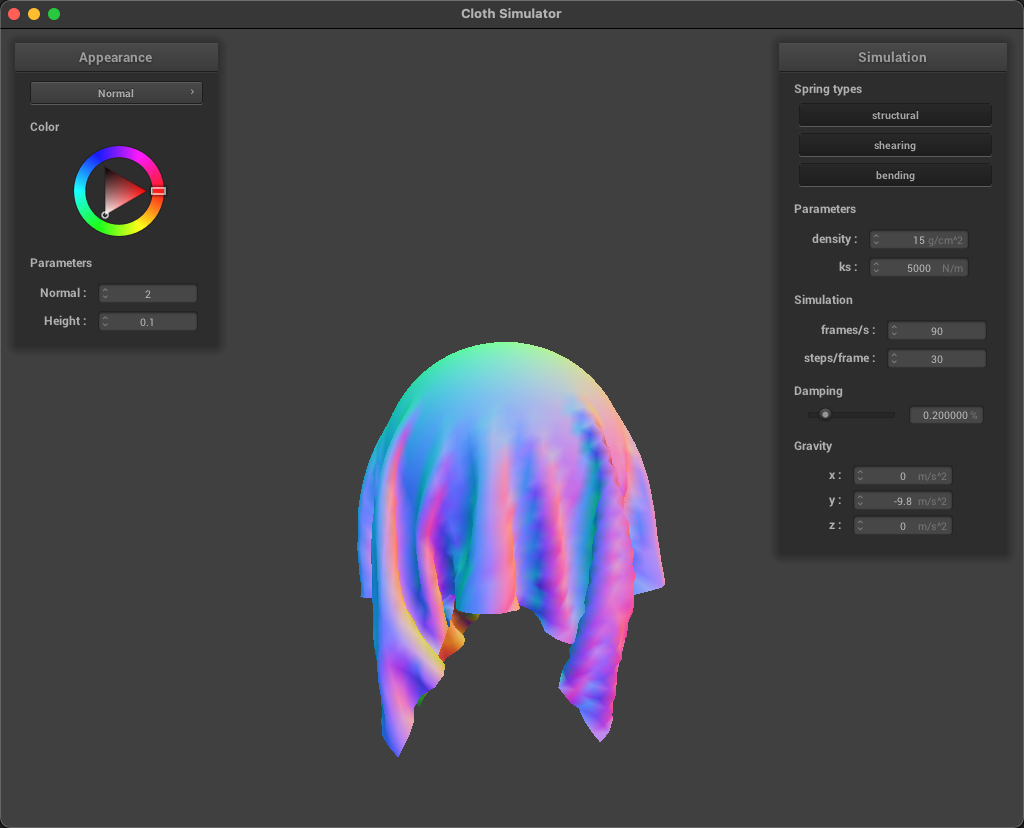 Cloth Simulator
Appearance
Normal
Color
Parameters
Normal : 2
Height : 0.1
Simulation
Spring types
structural
shearing
bending
Parameters
density : 15 g/cm^2
ks : 5000 N/m
Simulation
frames/s : 90
steps/frame : 30
Damping
0.200000 %
Gravity
x : 0 m/s^2
y : -9.8 m/s^2
z : 0 m/s^2